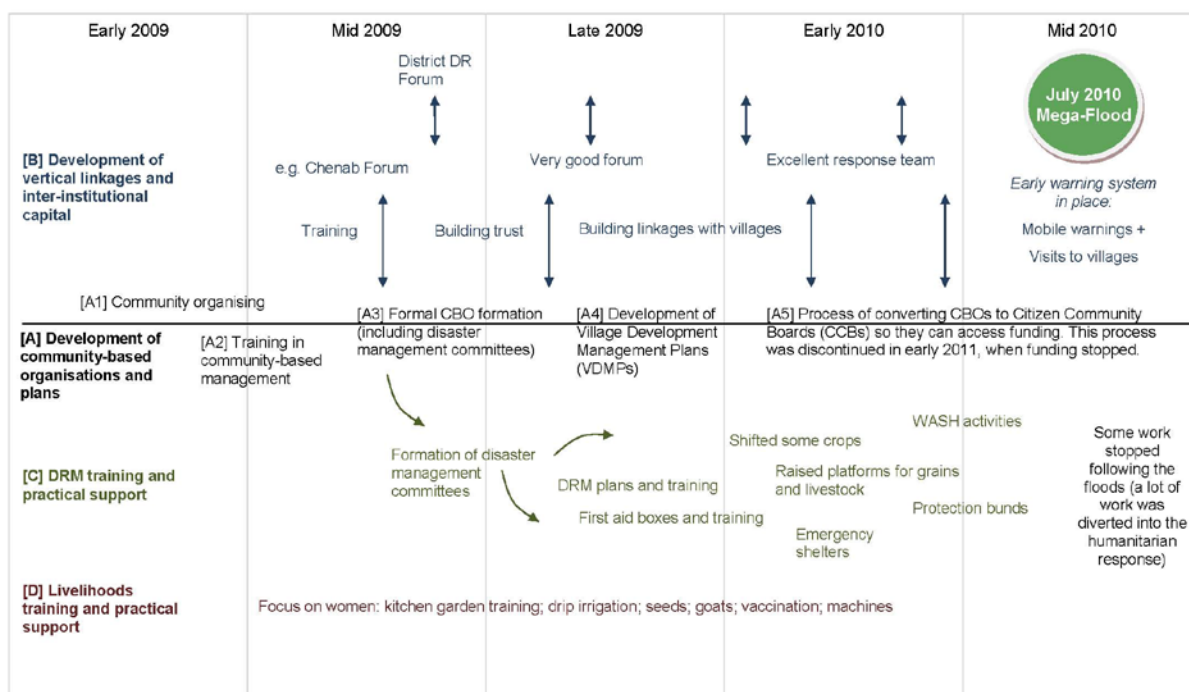 Early 2009
Mid 2009
Late 2009
Early 2010
Mid 2010
District DR
Forum
July 2010
Mega-Flood
[B] Development of
vertical linkages and
inter-institutional
capital
e.g. Chenab Forum
Very good forum
Excellent response team
Early warning system
in place:
Mobile warnings +
Visits to villages
Training
Building trust
Building linkages with villages
[A1] Community organising
[A] Development of
community-based
organisations and
plans
[A2] Training in
community-based
management
[A3] Formal CBO formation
(including disaster
management committees)
[A4] Development of
Village Development
Management Plans
(VDMPs)
[A5] Process of converting CBOs to Citizen Community
Boards (CCBs) so they can access funding. This process
was discontinued in early 2011, when funding stopped.
[C] DRM training and
practical support
Formation of disaster
management
committees
DRM plans and training
First aid boxes and training
Shifted some crops
Raised platforms for grains
and livestock
Emergency
shelters
WASH activities
Protection bunds
Some work
stopped
following the
floods (a lot of
work was
diverted into the
humanitarian
response)
[D] Livelihoods
training and practical
support
Focus on women: kitchen garden training; drip irrigation; seeds; goats; vaccination; machines